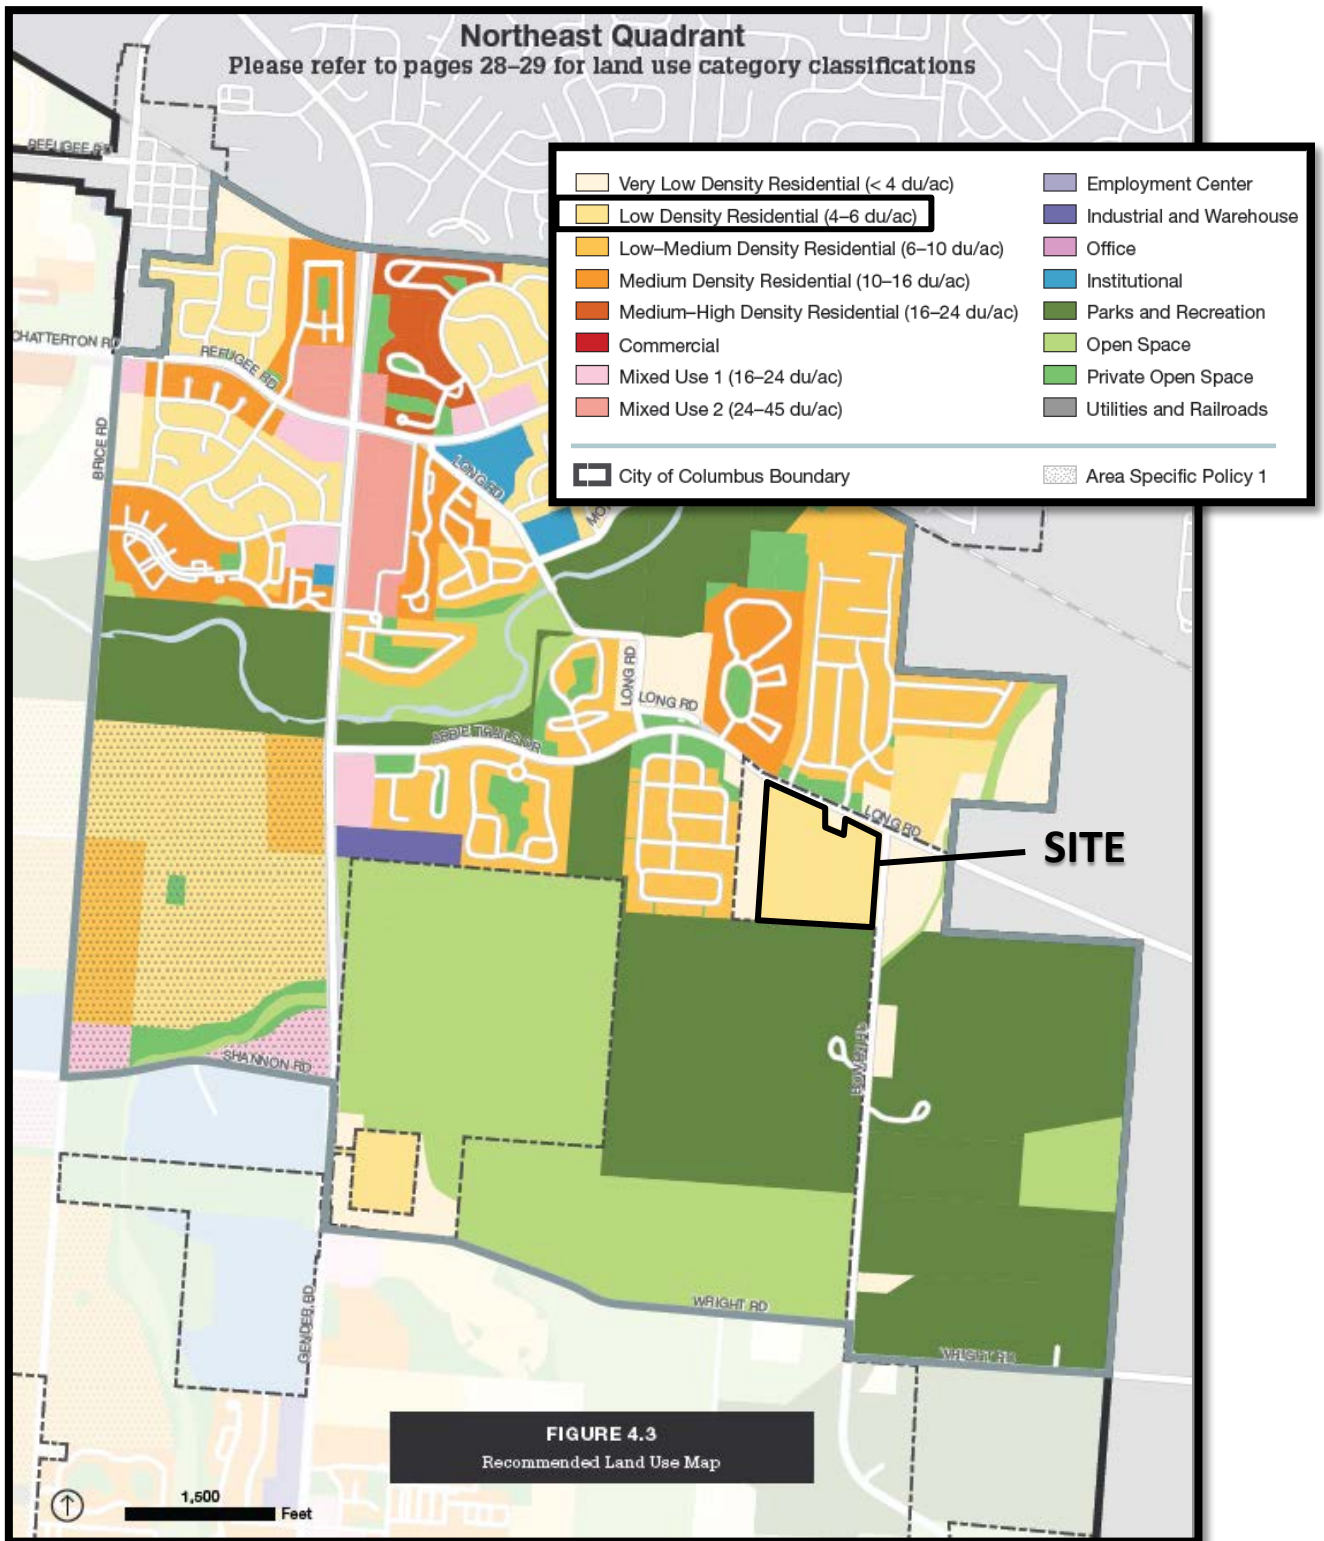 Northeast Quadrant
Please refer to pages 28–29 for land use category classifications
REFUGEE RD
Very Low Density Residential (< 4 du/ac)
Low Density Residential (4–6 du/ac)
Low–Medium Density Residential (6–10 du/ac)
Medium Density Residential (10–16 du/ac)
Medium–High Density Residential (16–24 du/ac)
Commercial
Mixed Use 1 (16–24 du/ac)
Mixed Use 2 (24–45 du/ac)
Employment Center
Industrial and Warehouse
Office
Institutional
Parks and Recreation
Open Space
Private Open Space
Utilities and Railroads
City of Columbus Boundary
Area Specific Policy 1
CHATTERTON RD
REFUGEE RD
BRICE RD
LONG RD
LONG RD
LONG RD
ABBIE TRAILS DR
LONG RD
SITE
BOWEN RD
SHANNON RD
WRIGHT RD
GENDER RD
WRIGHT RD
FIGURE 4.3
Recommended Land Use Map
1,500
Feet